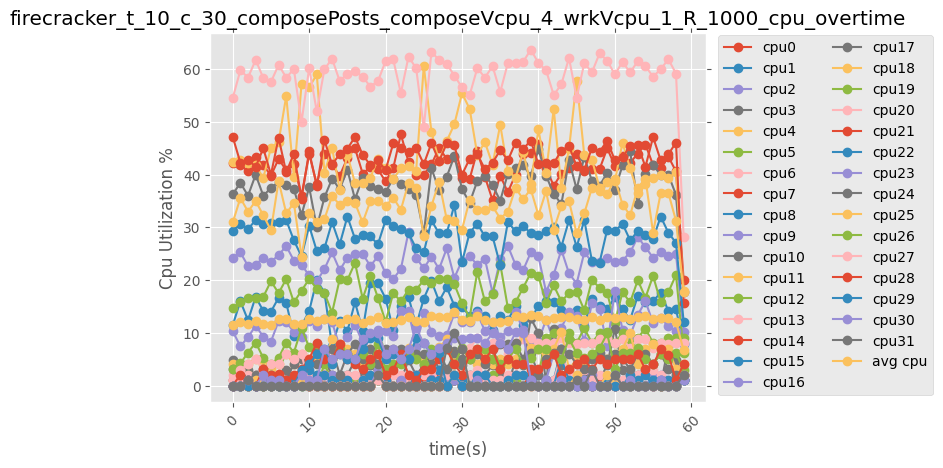 firecracker_t_10_c_30_composePosts_composeVcpu_4_wrkVcpu_1_R_1000_cpu_overtime
Cpu Utilization %
60
50
40
30
20
10
0
0
10
20
30
40
50
60
time(s)
cpu0
cpu1
cpu2
cpu3
cpu4
cpu5
cpu6
cpu7
cpu8
cpu9
cpu10
cpu11
cpu12
cpu13
cpu14
cpu15
cpu16
cpu17
cpu18
cpu19
cpu20
cpu21
cpu22
cpu23
cpu24
cpu25
cpu26
cpu27
cpu28
cpu29
cpu30
cpu31
avg cpu